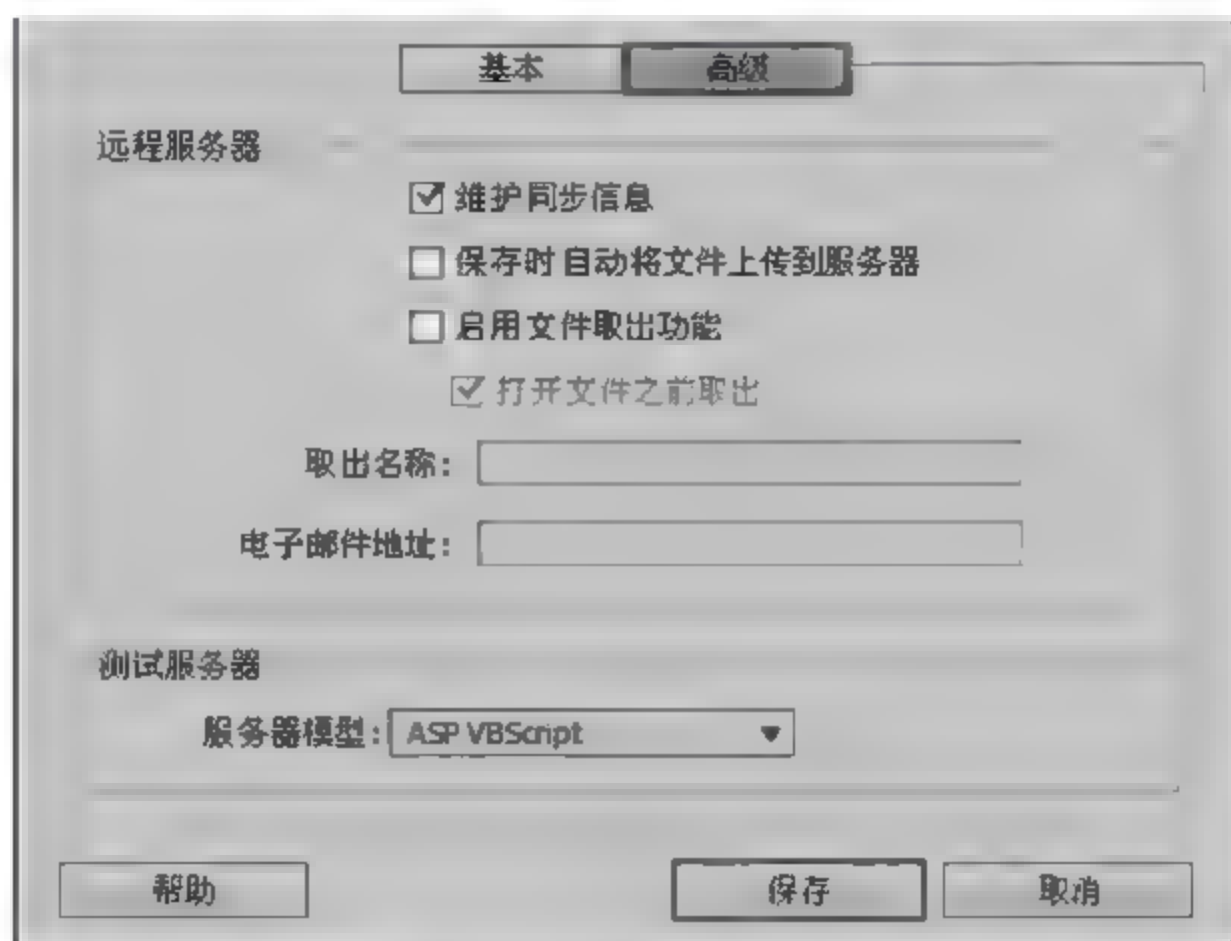 基本 高级
远程服务器
维护同步信息
保存时自动将文件上传到服务器
启用文件取出功能
打开文件之前取出
取出名称:
电子邮件地址:
测试服务器
服务器模型: ASP VBScript
帮助 保存 取消